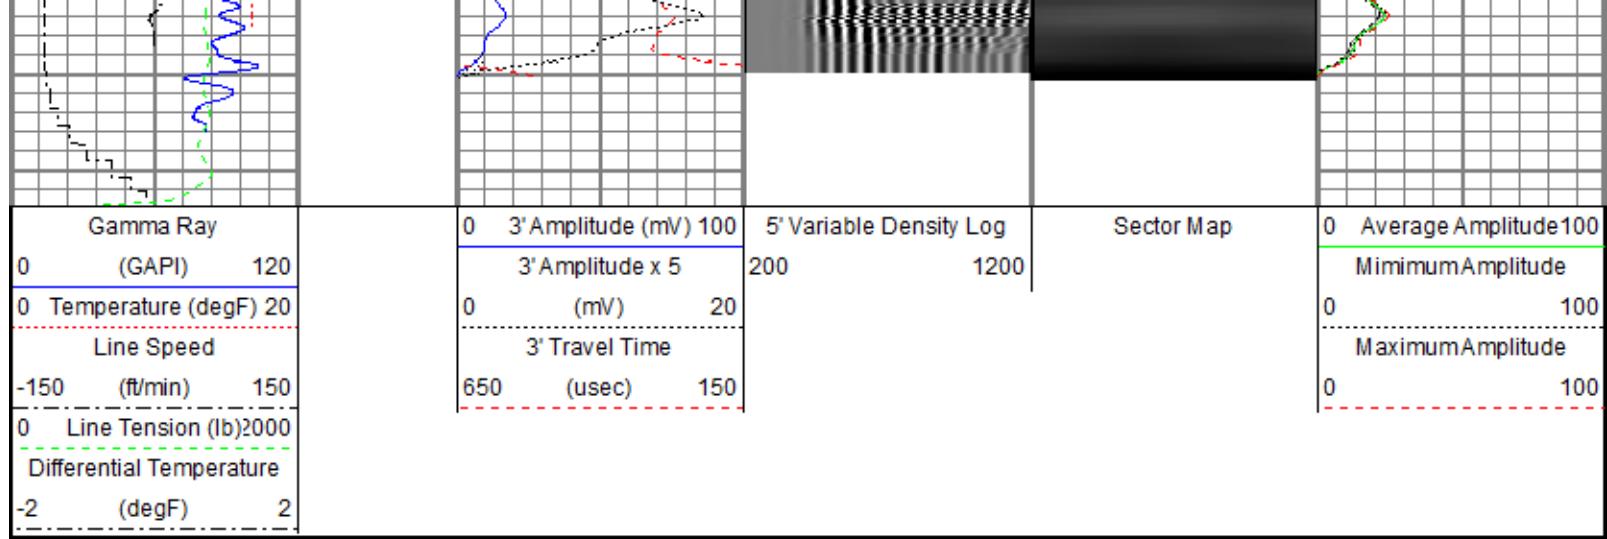 Gamma Ray
0 (GAPI) 120
0 Temperature (degF) 20
Line Speed
-150 (ft/min) 150
0 Line Tension (lb) 2000
Differential Temperature
-2 (degF) 2
0 3' Amplitude (mV) 100
3' Amplitude x 5
0 (mV) 20
3' Travel Time
650 (usec) 150
5' Variable Density Log
200 1200
Sector Map
0 Average Amplitude 100
Mimimum Amplitude
0 100
Maximum Amplitude
0 100